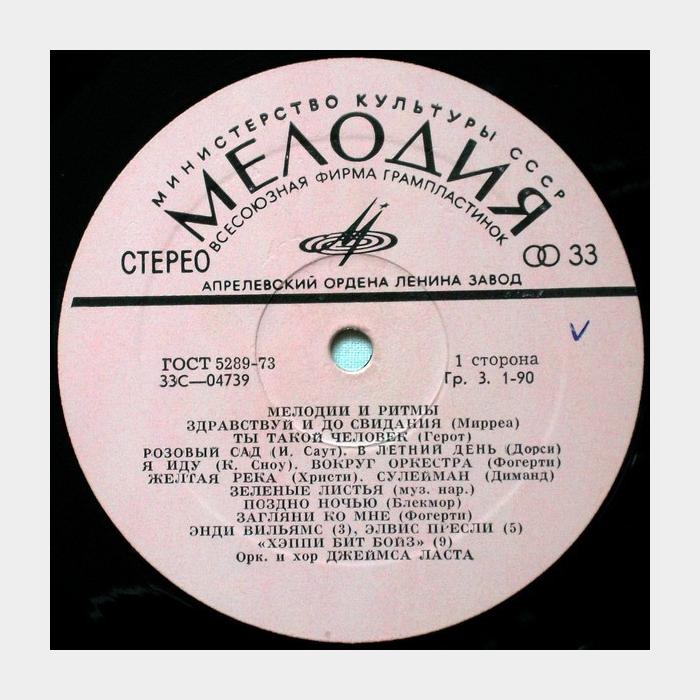 МИНИСТЕРСТВО КУЛЬТУРЫ СССР
МЕЛОДИЯ
ВСЕСОЮЗНАЯ ФИРМА ГРАМПЛАСТИНОК
СТЕРЕО
33
АПРЕЛЕВСКИЙ ОРДЕНА ЛЕНИНА ЗАВОД
ГОСТ 5289-73
1 сторона
33С—04739
Гр. 3. 1-90
МЕЛОДИИ И РИТМЫ
ЗДРАВСТВУЙ И ДО СВИДАНИЯ (Мирреа)
ТЫ ТАКОЙ ЧЕЛОВЕК (Герот)
РОЗОВЫЙ САД (И. Саут). В ЛЕТНИЙ ДЕНЬ (Дорси)
Я ИДУ (К. Сноу). ВОКРУГ ОРКЕСТРА (Фогерти)
ЖЕЛТАЯ РЕКА (Христи). СУЛЕЙМАН (Диманд)
ЗЕЛЕНЫЕ ЛИСТЬЯ (муз. нар.)
ПОЗДНО НОЧЬЮ (Блекмор)
ЗАГЛЯНИ КО МНЕ (Фогерти)
ЭНДИ ВИЛЬЯМС (3), ЭЛВИС ПРЕСЛИ (5)
«ХЭППИ БИТ БОЙЗ» (9)
Орк. и хор ДЖЕЙМСА ЛАСТА